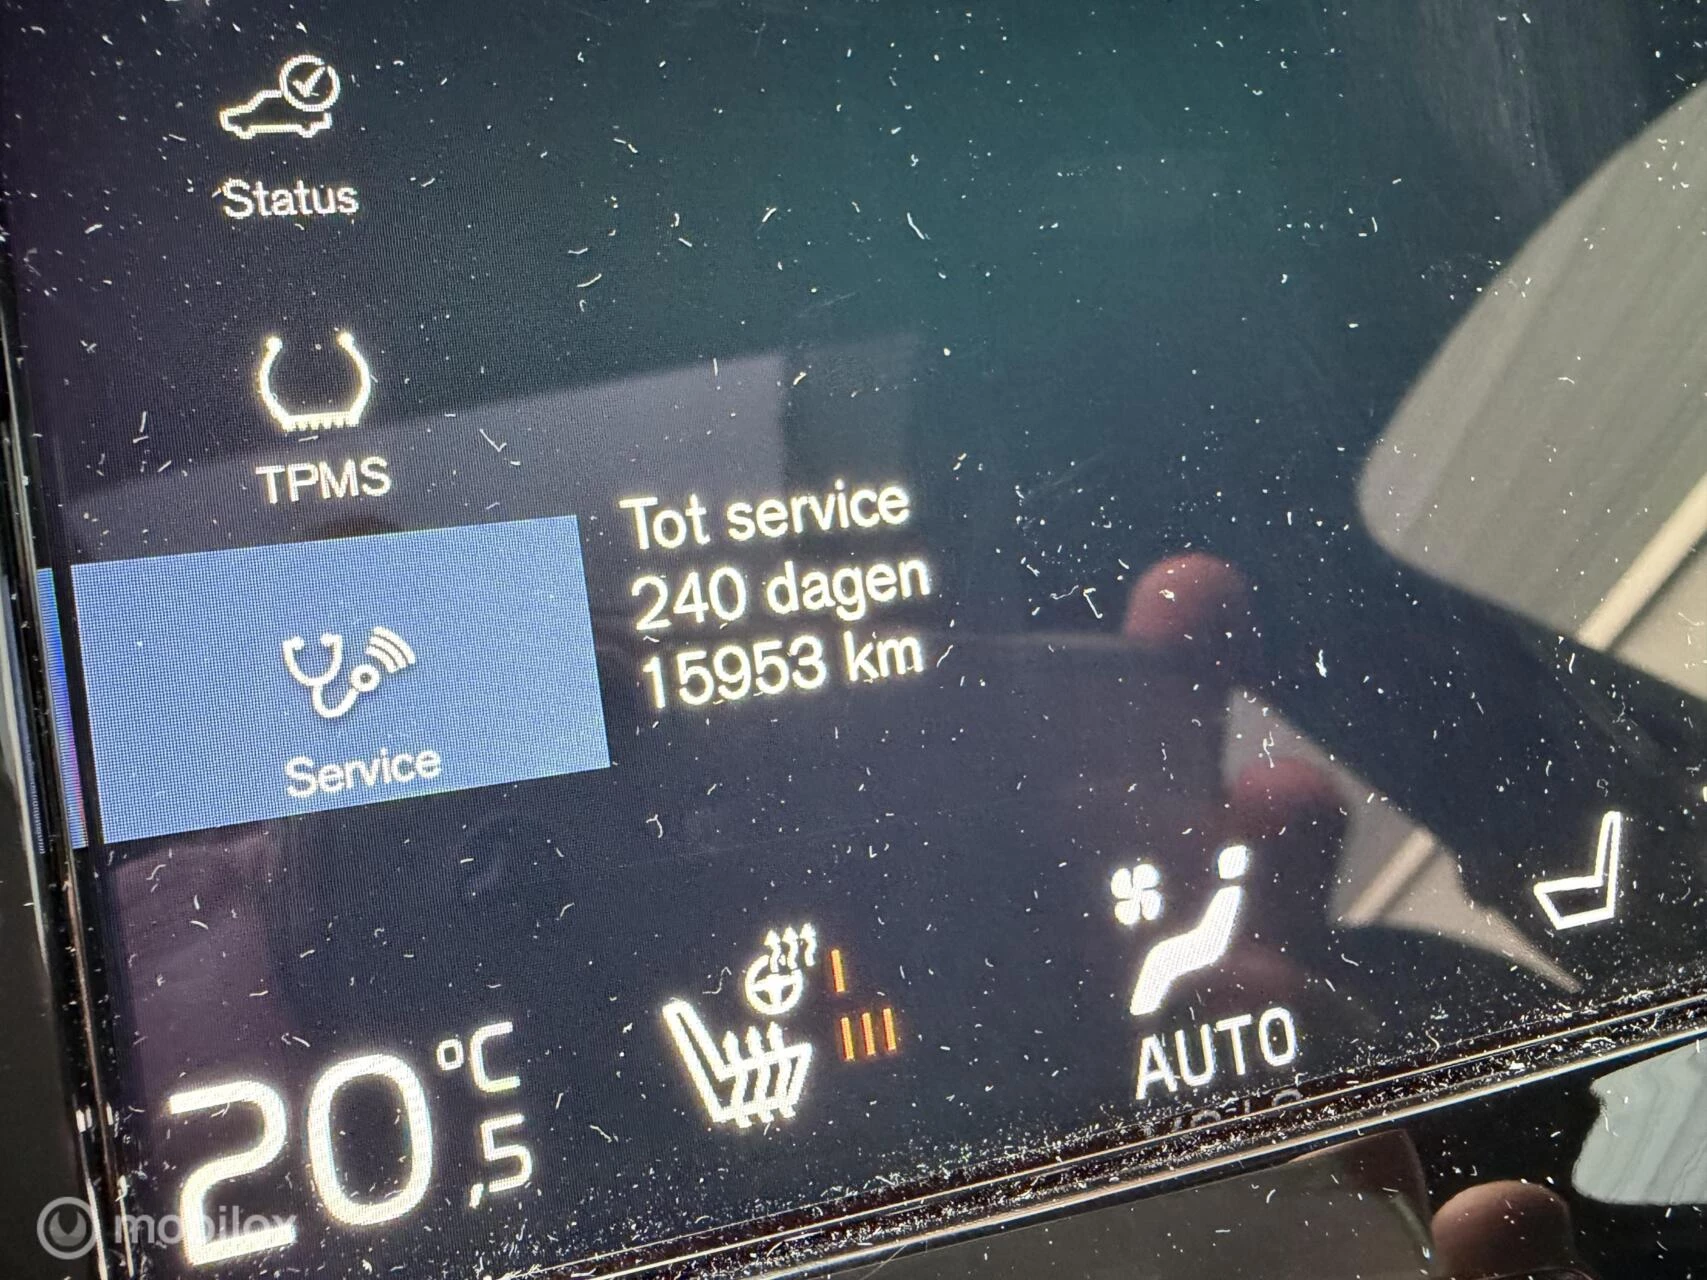 Status
TPMS
Tot service
240 dagen
15953 km
Service
20,5 °C
AUTO
mobilox